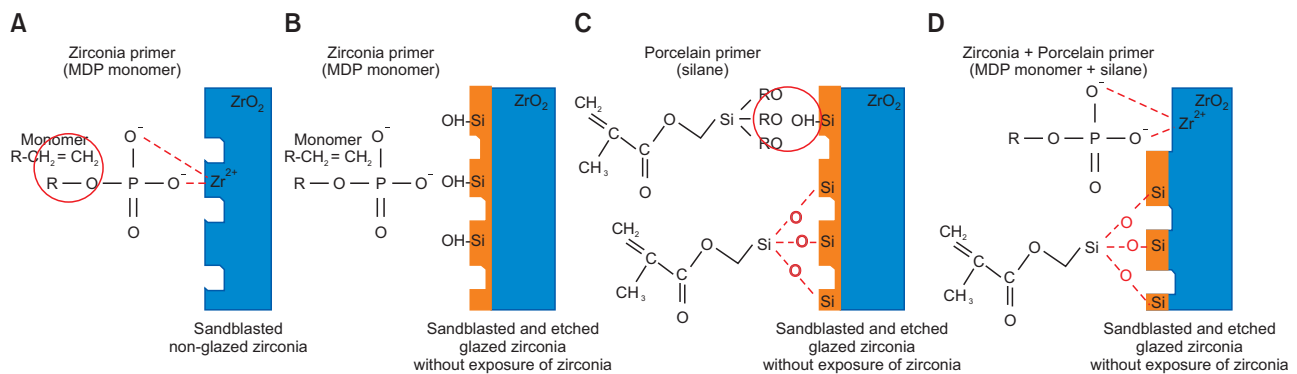 A
Zirconia primer
(MDP monomer)
ZrO2
Monomer
R-CH2=CH2
O-
R
O
P
O-
Zr2+
O
Sandblasted
non-glazed zirconia
B
Zirconia primer
(MDP monomer)
ZrO2
OH-Si
Monomer
R-CH2=CH2
O-
R
O
P
O-
OH-Si
O
OH-Si
Sandblasted and etched
glazed zirconia
without exposure of zirconia
C
Porcelain primer
(silane)
ZrO2
CH2
RO
O
Si
RO
OH-Si
C
RO
CH3
O
Si
CH2
O
O
Si
O
Si
C
O
CH3
O
Si
Sandblasted and etched
glazed zirconia
without exposure of zirconia
D
Zirconia + Porcelain primer
(MDP monomer + silane)
ZrO2
O-
Zr2+
R
O
P
O-
O
Si
CH2
O
O
Si
O
Si
C
O
CH3
O
Si
Sandblasted and etched
glazed zirconia
without exposure of zirconia